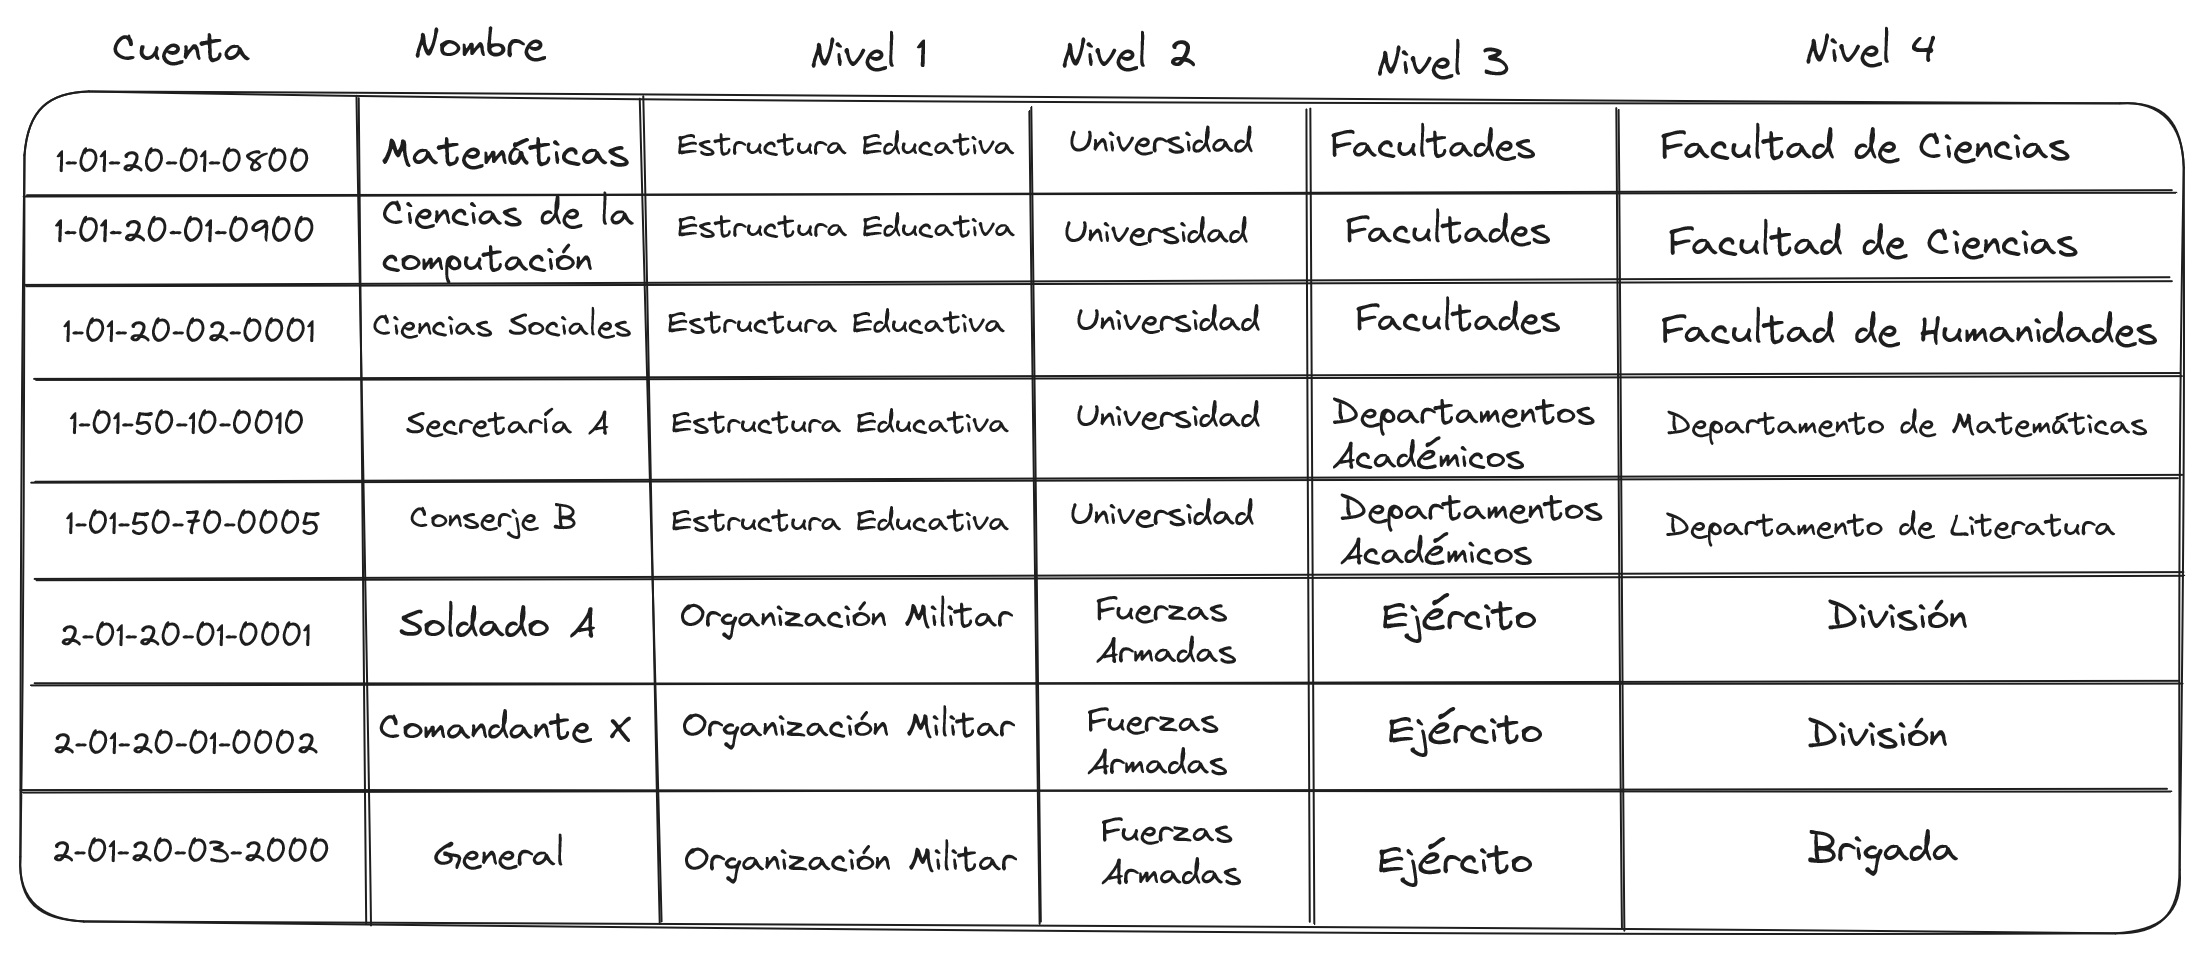 Cuenta Nombre Nivel 1 Nivel 2 Nivel 3 Nivel 4
1-01-20-01-0800 Matemáticas Estructura Educativa Universidad Facultades Facultad de Ciencias
1-01-20-01-0900 Ciencias de la Estructura Educativa Universidad Facultades Facultad de Ciencias
computación
1-01-20-02-0001 Ciencias Sociales Estructura Educativa Universidad Facultades Facultad de Humanidades
1-01-50-10-0010 Secretaría A Estructura Educativa Universidad Departamentos Departamento de Matemáticas
Académicos
1-01-50-70-0005 Conserje B Estructura Educativa Universidad Departamentos Departamento de Literatura
Académicos
2-01-20-01-0001 Soldado A Organización Militar Fuerzas Ejército División
Armadas
2-01-20-01-0002 Comandante X Organización Militar Fuerzas Ejército División
Armadas
2-01-20-03-2000 General Organización Militar Fuerzas Ejército Brigada
Armadas